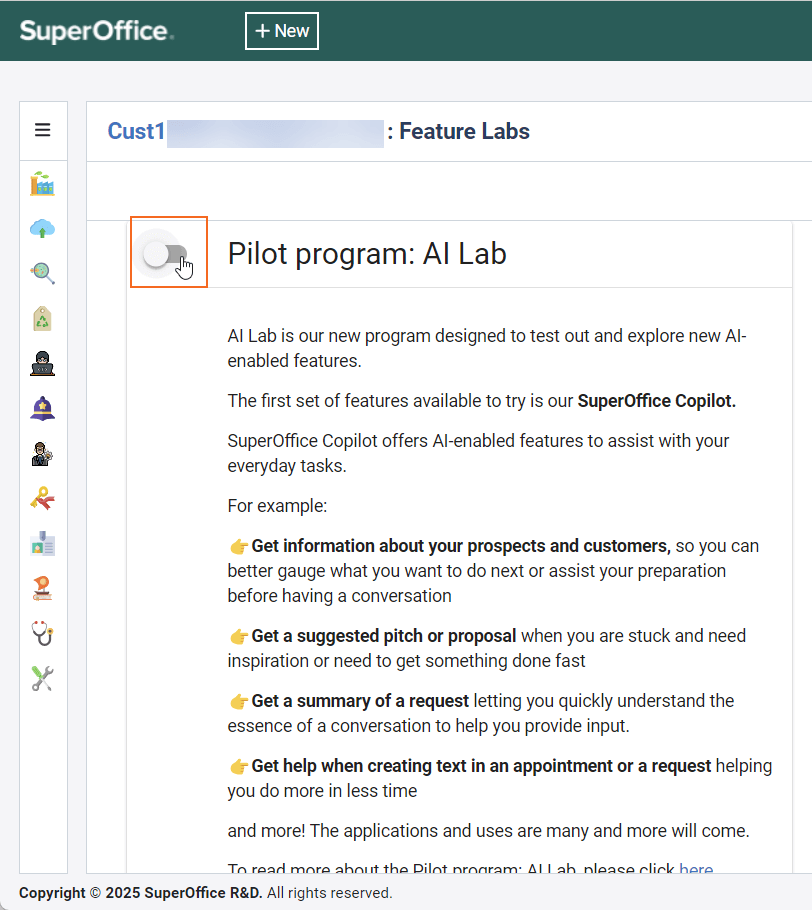 SuperOffice.
+ New
Cust1 : Feature Labs
Pilot program: AI Lab
AI Lab is our new program designed to test out and explore new AI-
enabled features.
The first set of features available to try is our SuperOffice Copilot.
SuperOffice Copilot offers AI-enabled features to assist with your
everyday tasks.
For example:
👉Get information about your prospects and customers, so you can
better gauge what you want to do next or assist your preparation
before having a conversation
👉Get a suggested pitch or proposal when you are stuck and need
inspiration or need to get something done fast
👉Get a summary of a request letting you quickly understand the
essence of a conversation to help you provide input.
👉Get help when creating text in an appointment or a request helping
you do more in less time
and more! The applications and uses are many and more will come.
To read more about the Pilot program: AI Lab, please click here
Copyright © 2025 SuperOffice R&D. All rights reserved.